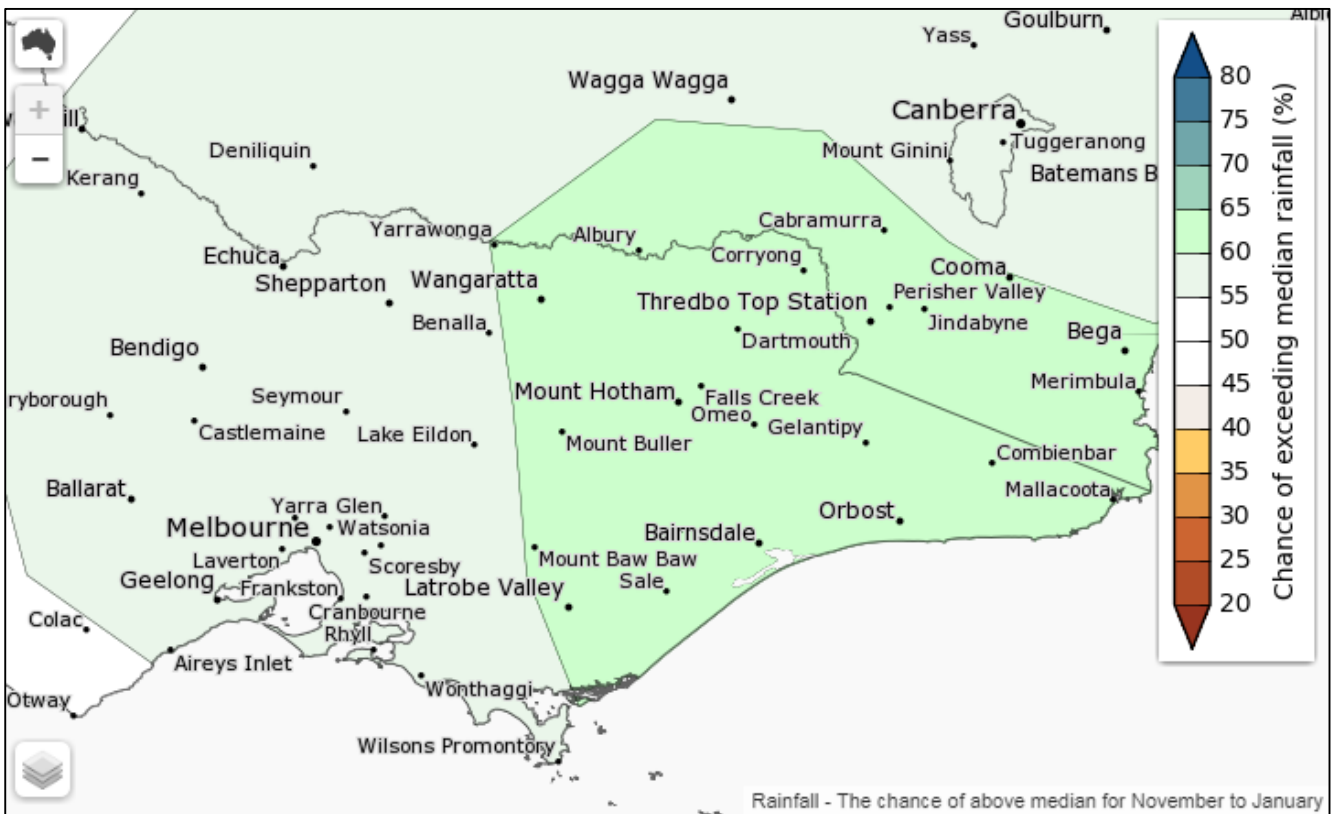 Goulburn
Yass
Wagga Wagga
Canberra
Tuggeranong
Mount Ginini
Batemans B
Deniliquin
Kerang
Cabramurra
Yarrawonga
Albury
Corryong
Echuca
Cooma
Shepparton
Wangaratta
Perisher Valley
Thredbo Top Station
Jindabyne
Benalla
Dartmouth
Bega
Bendigo
Merimbula
Mount Hotham
Falls Creek
Seymour
ryborough
Omeo
Gelantipy
Castlemaine
Lake Eildon
Mount Buller
Combienbar
Ballarat
Mallacoota
Yarra Glen
Orbost
Melbourne
Watsonia
Bairnsdale
Laverton
Scoresby
Mount Baw Baw
Geelong
Frankston
Latrobe Valley
Sale
Cranbourne
Colac
Rhyll
Aireys Inlet
Wonthaggi
Otway
Wilsons Promontory
+
−
80
75
70
65
60
55
50
45
40
35
30
25
20
Chance of exceeding median rainfall (%)
Rainfall - The chance of above median for November to January